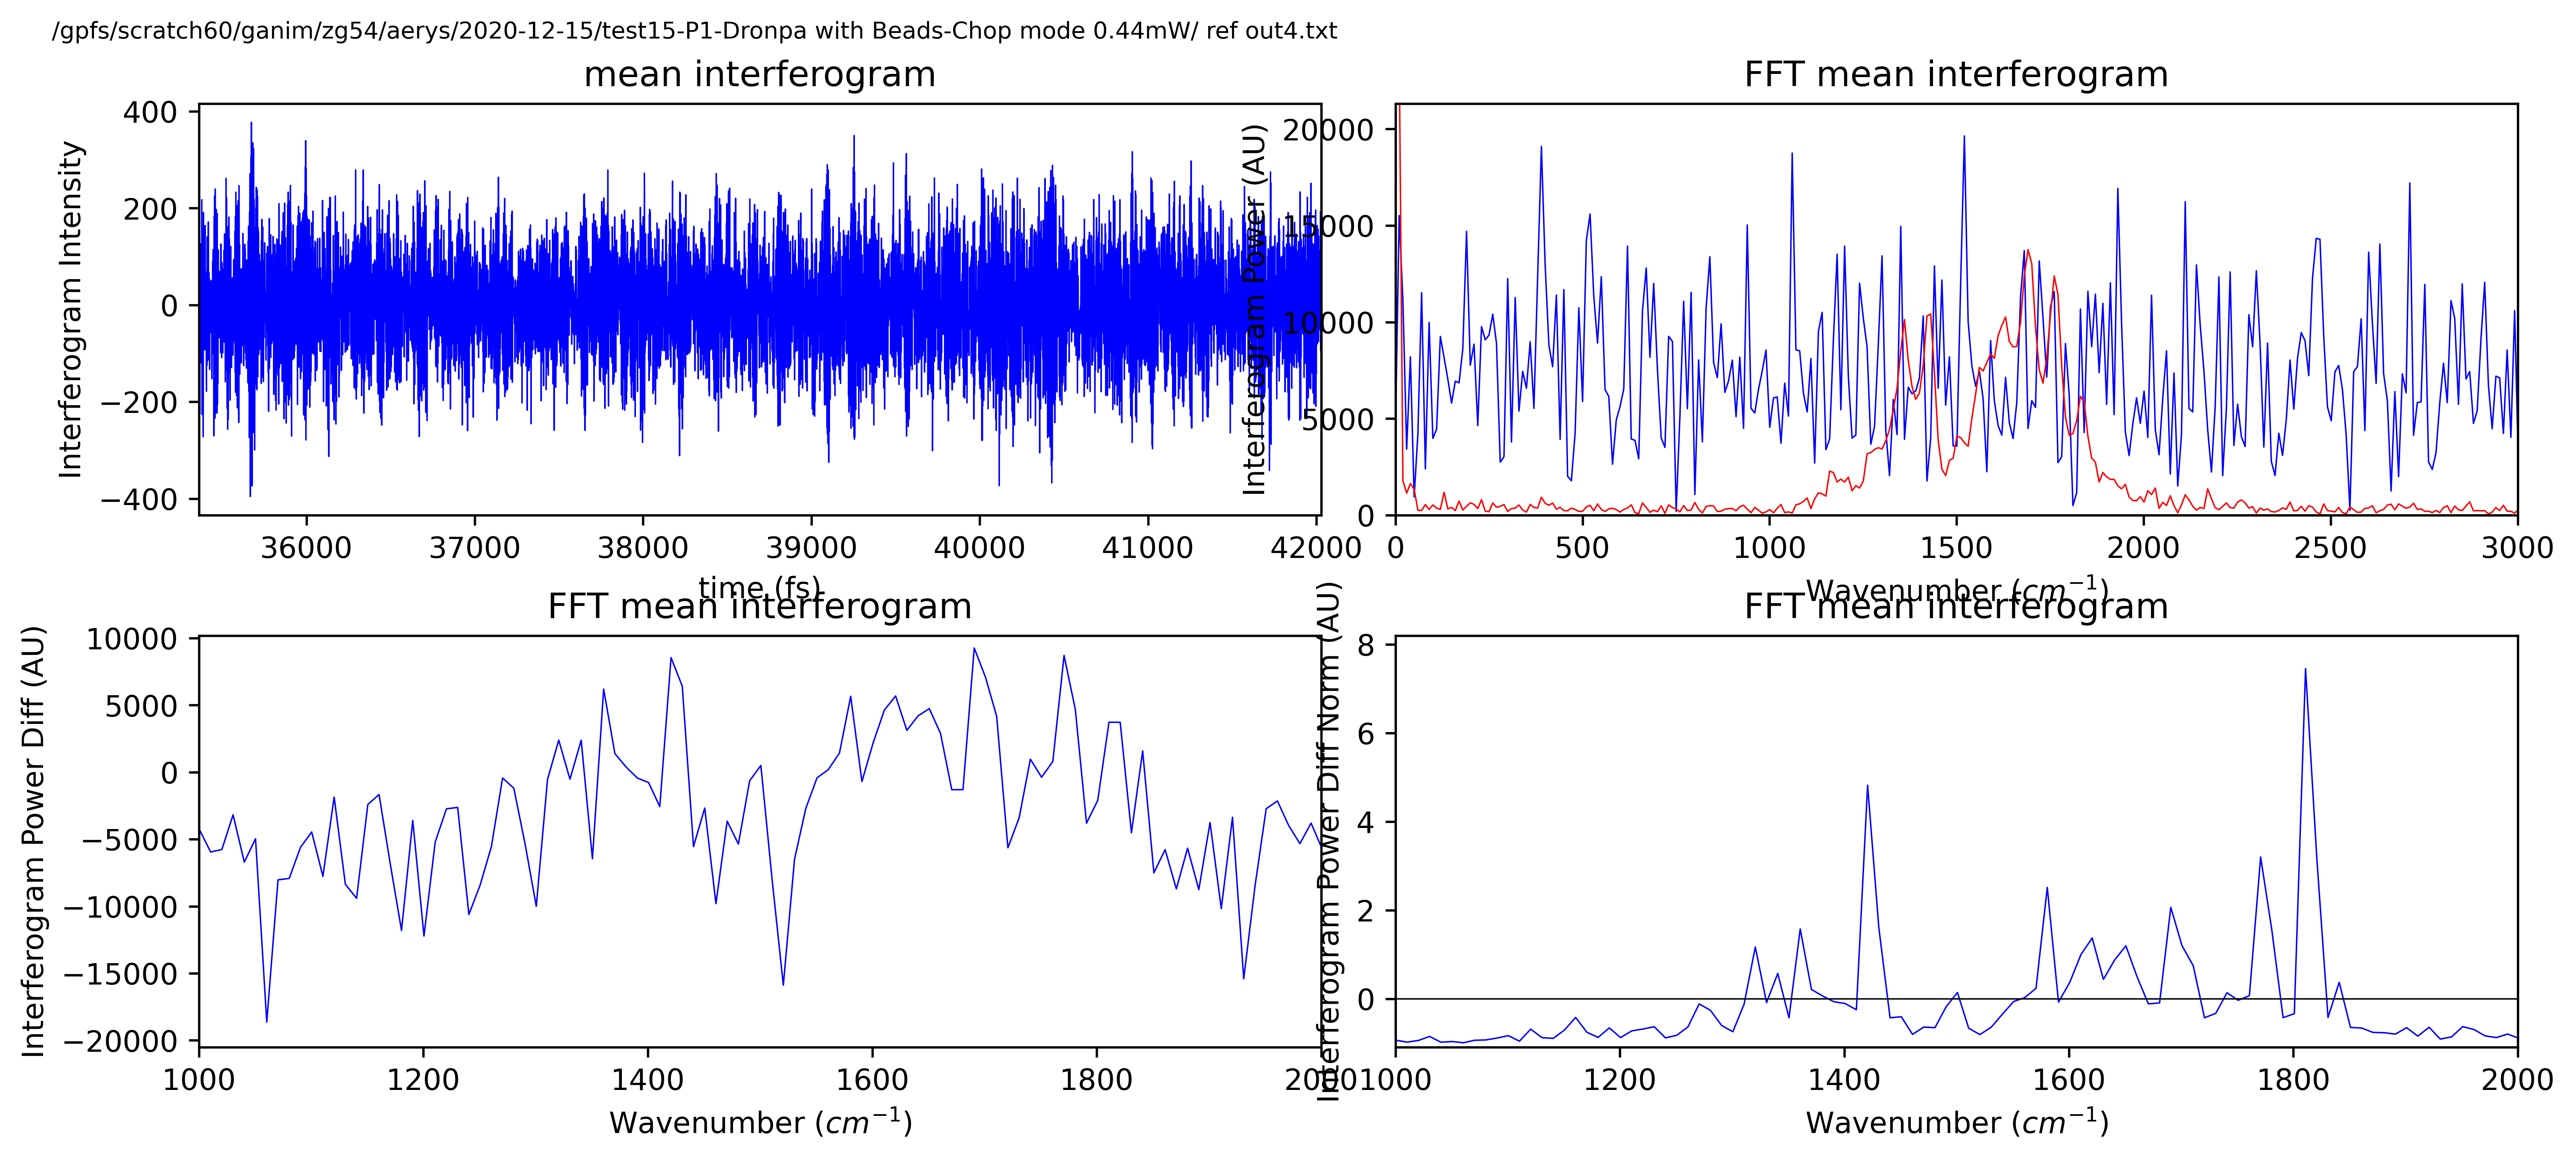 /gpfs/scratch60/ganim/zg54/aerys/2020-12-15/test15-P1-Dronpa with Beads-Chop mode 0.44mW/ ref out4.txt
mean interferogram
Interferogram Intensity
400
200
0
−200
−400
36000 37000 38000 39000 40000 41000 42000
time (fs)
FFT mean interferogram
Interferogram Power (AU)
20000
15000
10000
5000
0
0 500 1000 1500 2000 2500 3000
Wavenumber (cm⁻¹)
FFT mean interferogram
Interferogram Power Diff (AU)
10000
5000
0
−5000
−10000
−15000
−20000
1000 1200 1400 1600 1800 2000
Wavenumber (cm⁻¹)
FFT mean interferogram
Interferogram Power Diff Norm (AU)
8
6
4
2
0
1000 1200 1400 1600 1800 2000
Wavenumber (cm⁻¹)